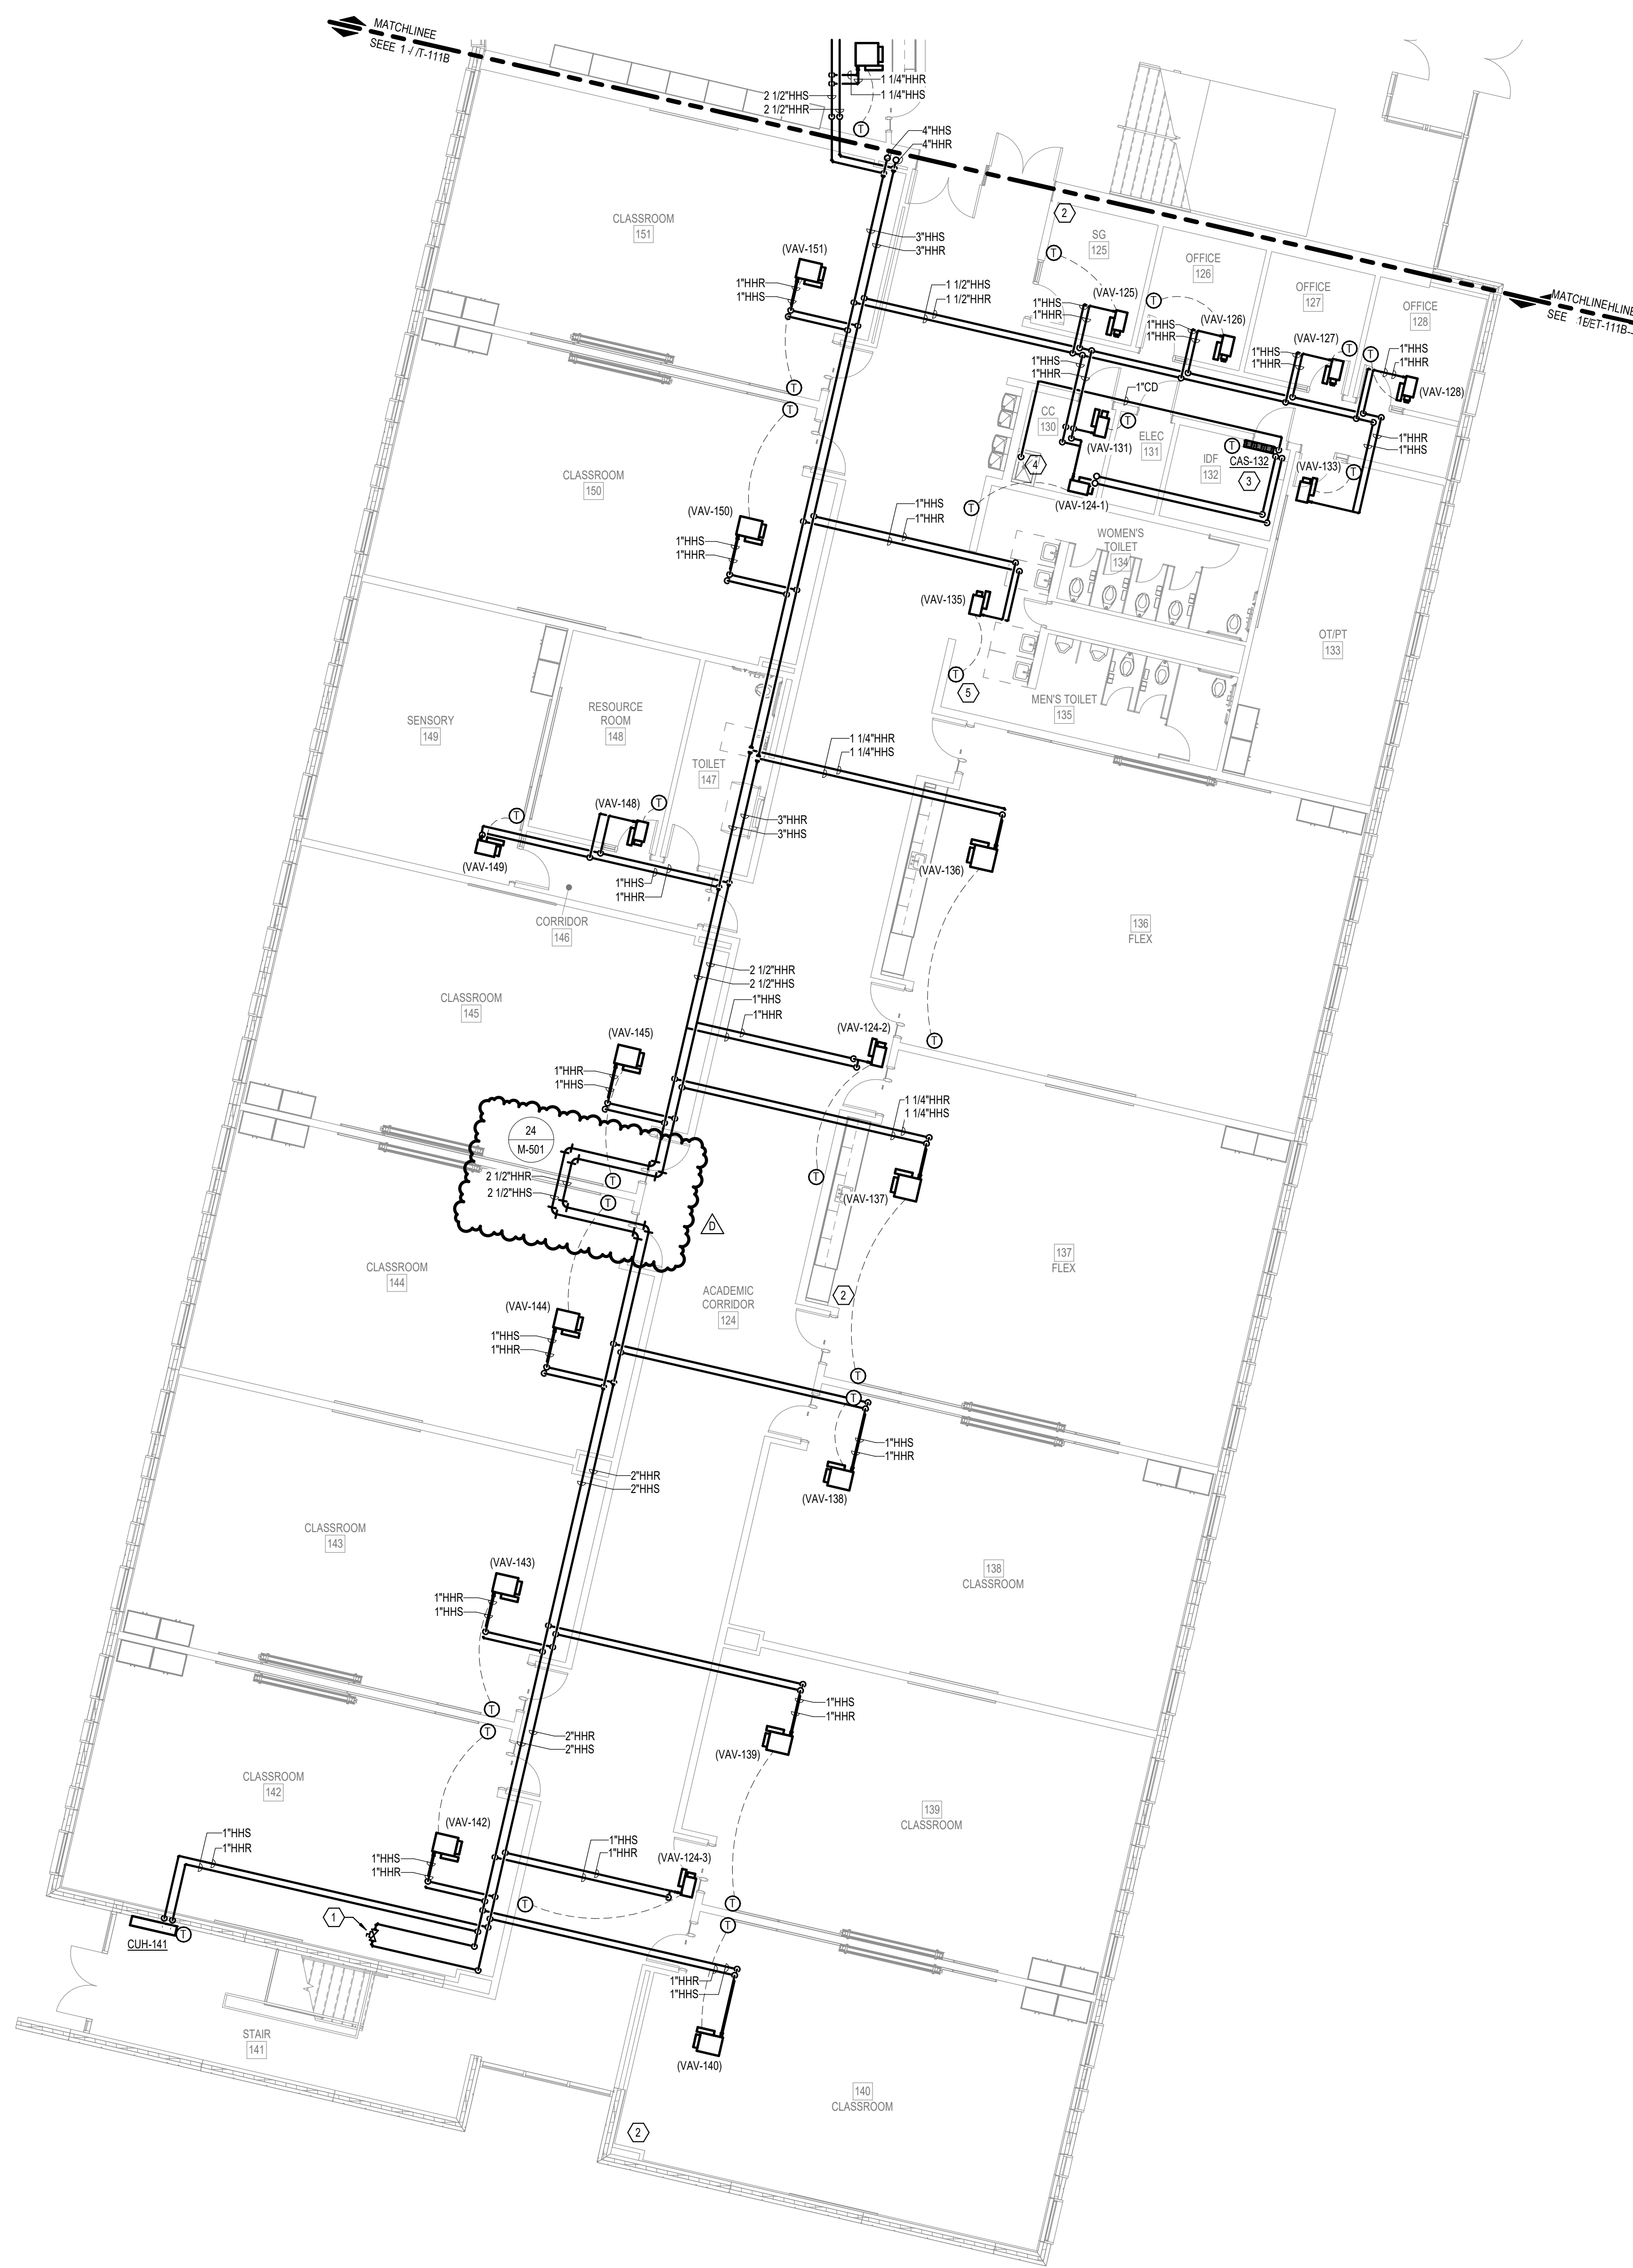 MATCHLINEE
SEEE 1 -/ /T-111B
1 1/4"HHR
1 1/4"HHS
2 1/2"HHS
2 1/2"HHR
T
4"HHS
4"HHR
CLASSROOM
151
2
SG
125
3"HHS
3"HHR
T
OFFICE
126
OFFICE
127
OFFICE
128
(VAV-151)
1"HHR
1"HHS
1 1/2"HHS
1 1/2"HHR
(VAV-125)
1"HHS
1"HHR
T
(VAV-126)
1"HHS
1"HHR
(VAV-127)
1"HHS
1"HHR
T
T
1"HHS
1"HHR
(VAV-128)
SEE
1"HHS
1"HHR
1"CD
T
T
CC
130
T
ELEC
131
(VAV-131)
IDF
132
T
CAS-132
3
4
(VAV-133)
T
1"HHR
1"HHS
CLASSROOM
150
(VAV-150)
1"HHS
1"HHR
1"HHS
1"HHR
T
(VAV-124-1)
WOMEN'S
TOILET
134
(VAV-135)
T
5
OT/PT
133
MEN'S TOILET
135
SENSORY
149
RESOURCE
ROOM
148
TOILET
147
1 1/4"HHR
1 1/4"HHS
(VAV-148)
T
T
(VAV-149)
3"HHR
3"HHS
1"HHS
1"HHR
(VAV-136)
CORRIDOR
146
136
FLEX
2 1/2"HHR
2 1/2"HHS
1"HHS
1"HHR
CLASSROOM
145
(VAV-145)
1"HHR
1"HHS
(VAV-124-2)
T
1 1/4"HHR
1 1/4"HHS
24
M-501
2 1/2"HHR
2 1/2"HHS
T
T
T
(VAV-137)
D
CLASSROOM
144
ACADEMIC
CORRIDOR
124
2
137
FLEX
(VAV-144)
1"HHS
1"HHR
T
T
1"HHS
1"HHR
2"HHR
2"HHS
(VAV-138)
CLASSROOM
143
138
CLASSROOM
(VAV-143)
1"HHR
1"HHS
T
T
1"HHS
1"HHR
2"HHR
2"HHS
(VAV-139)
CLASSROOM
142
139
CLASSROOM
(VAV-142)
1"HHS
1"HHR
1"HHS
1"HHR
1"HHS
1"HHR
(VAV-124-3)
T
T
T
1
T
CUH-141
1"HHR
1"HHS
STAIR
141
(VAV-140)
140
CLASSROOM
2